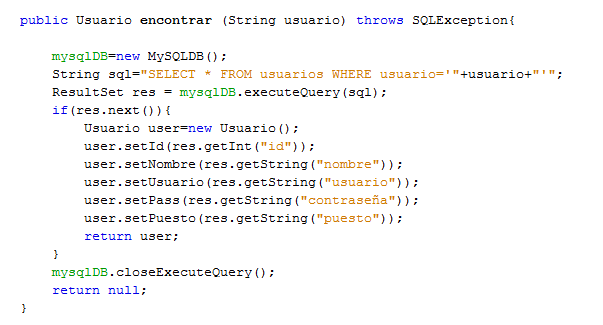 public Usuario encontrar (String usuario) throws SQLException{
mysqlDB=new MySQLDB();
String sql="SELECT * FROM usuarios WHERE usuario='"+usuario+"'";
ResultSet res = mysqlDB.executeQuery(sql);
if(res.next()){
Usuario user=new Usuario();
user.setId(res.getInt("id"));
user.setNombre(res.getString("nombre"));
user.setUsuario(res.getString("usuario"));
user.setPass(res.getString("contraseña"));
user.setPuesto(res.getString("puesto"));
return user;
}
mysqlDB.closeExecuteQuery();
return null;
}